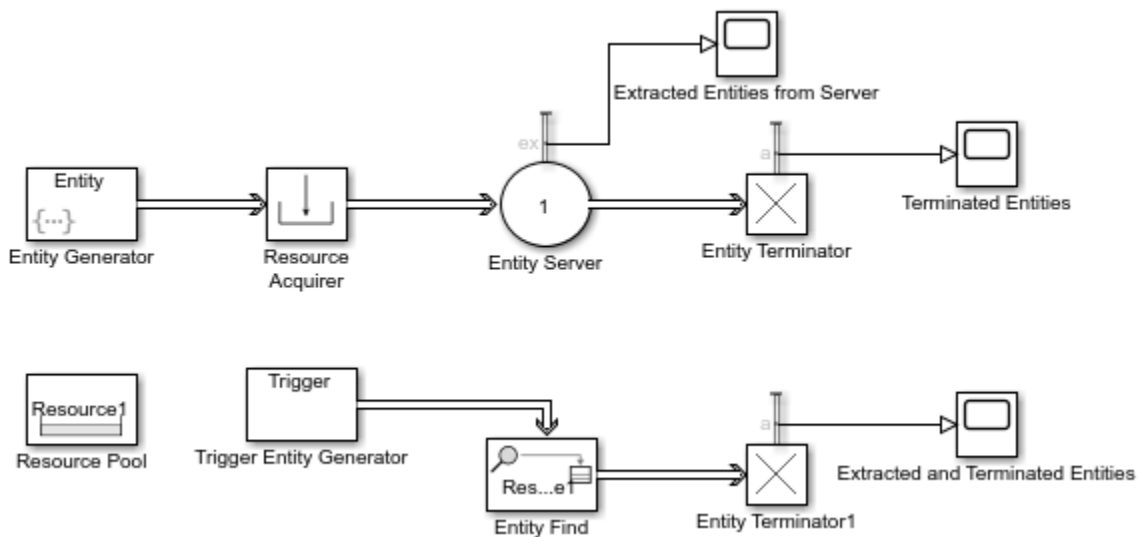 Extracted Entities from Server
ex
a
Entity
{...}
1
Entity Generator
Resource
Acquirer
Entity Server
Entity Terminator
Terminated Entities
Resource1
Resource Pool
Trigger
Trigger Entity Generator
Res...e1
Entity Find
a
Entity Terminator1
Extracted and Terminated Entities